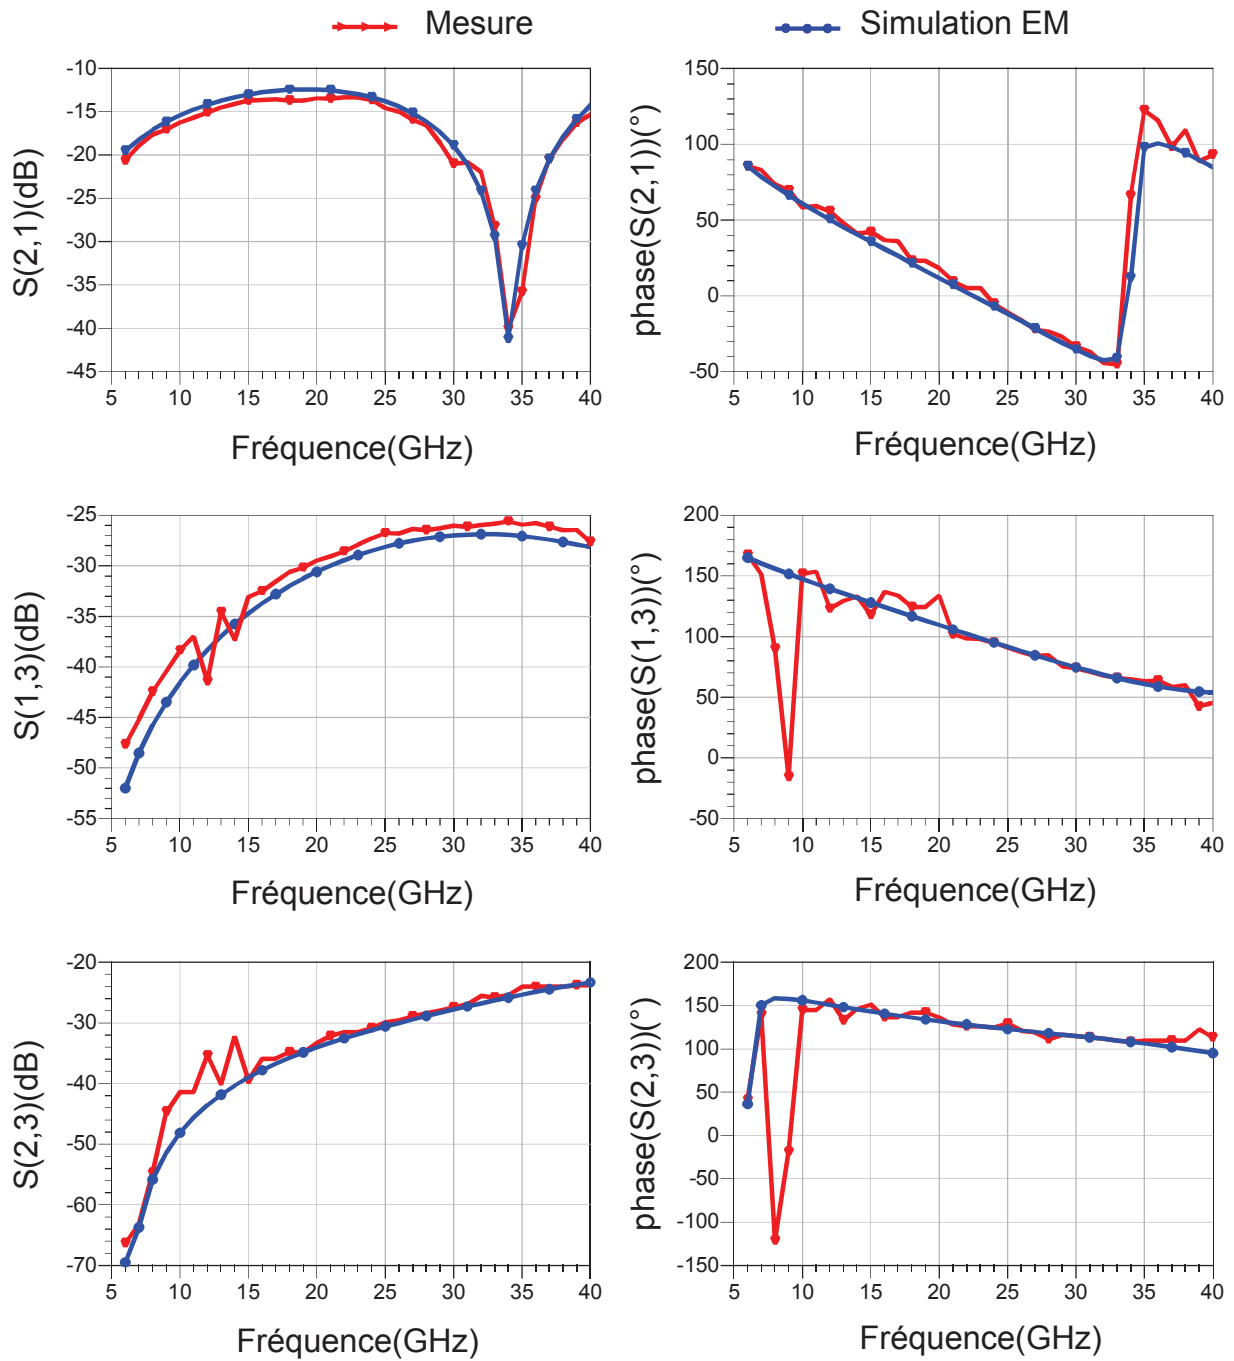 Mesure
Simulation EM
S(2,1)(dB)
-10
-15
-20
-25
-30
-35
-40
-45
5 10 15 20 25 30 35 40
Fréquence(GHz)
phase(S(2,1))(°)
150
100
50
0
-50
5 10 15 20 25 30 35 40
Fréquence(GHz)
S(1,3)(dB)
-25
-30
-35
-40
-45
-50
-55
5 10 15 20 25 30 35 40
Fréquence(GHz)
phase(S(1,3))(°)
200
150
100
50
0
-50
5 10 15 20 25 30 35 40
Fréquence(GHz)
S(2,3)(dB)
-20
-30
-40
-50
-60
-70
5 10 15 20 25 30 35 40
Fréquence(GHz)
phase(S(2,3))(°)
200
150
100
50
0
-50
-100
-150
5 10 15 20 25 30 35 40
Fréquence(GHz)